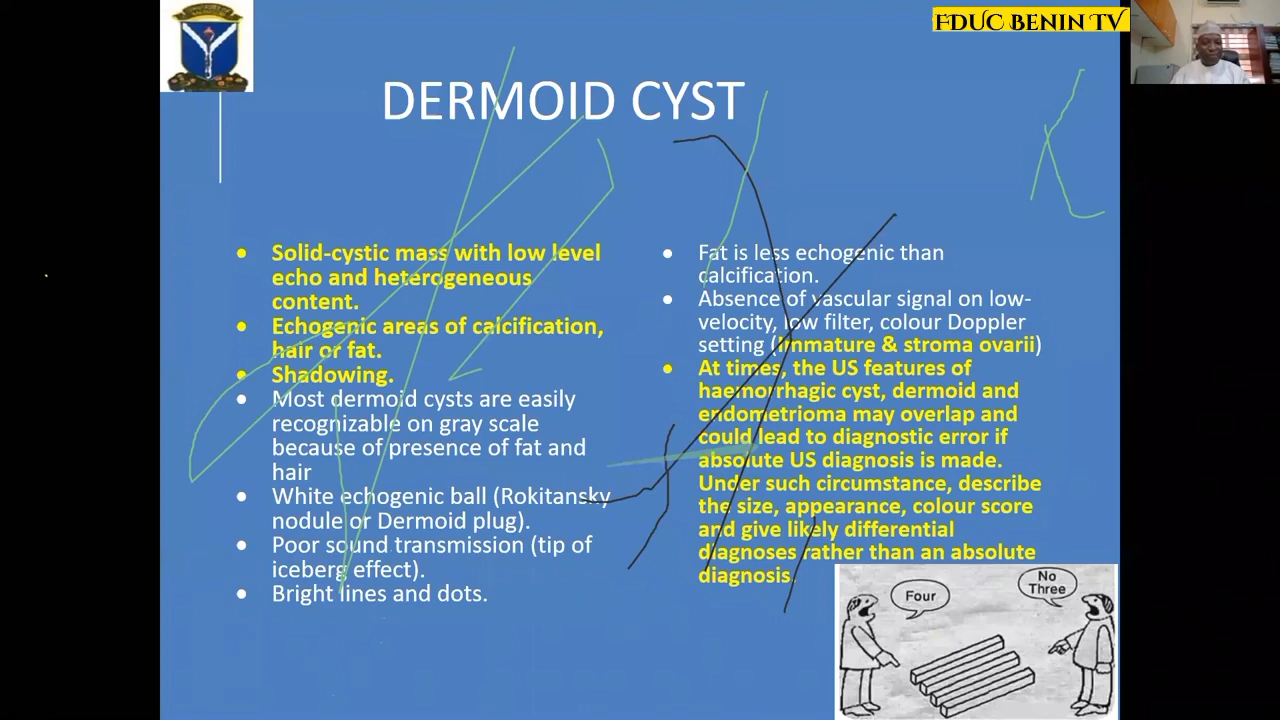 FDUC BENIN TV
DERMOID CYST
• Solid-cystic mass with low level
echo and heterogeneous
content.
• Echogenic areas of calcification,
hair or fat.
• Shadowing.
• Most dermoid cysts are easily
recognizable on gray scale
because of presence of fat and
hair
• White echogenic ball (Rokitansky
nodule or Dermoid plug).
• Poor sound transmission (tip of
iceberg effect).
• Bright lines and dots.
• Fat is less echogenic than
calcification.
• Absence of vascular signal on low-
velocity, low filter, colour Doppler
setting (Immature & stroma ovarii)
• At times, the US features of
haemorrhagic cyst, dermoid and
endometrioma may overlap and
could lead to diagnostic error if
absolute US diagnosis is made.
Under such circumstance, describe
the size, appearance, colour score
and give likely differential
diagnoses rather than an absolute
diagnosis.
Four
No
Three